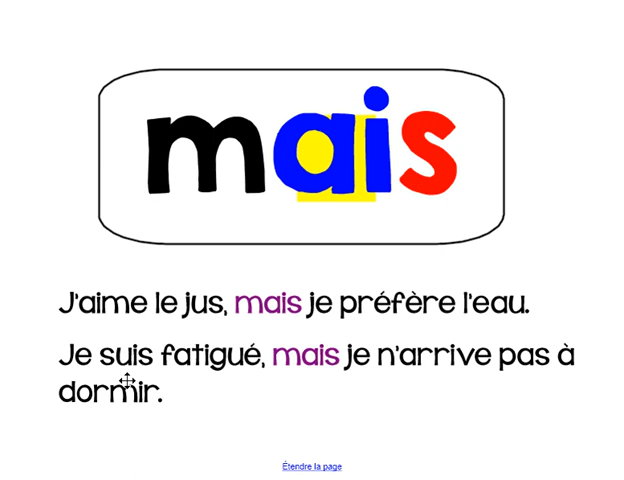 mais
J'aime le jus, mais je préfère l'eau.
Je suis fatigué, mais je n'arrive pas à
dormir.
Étendre la page